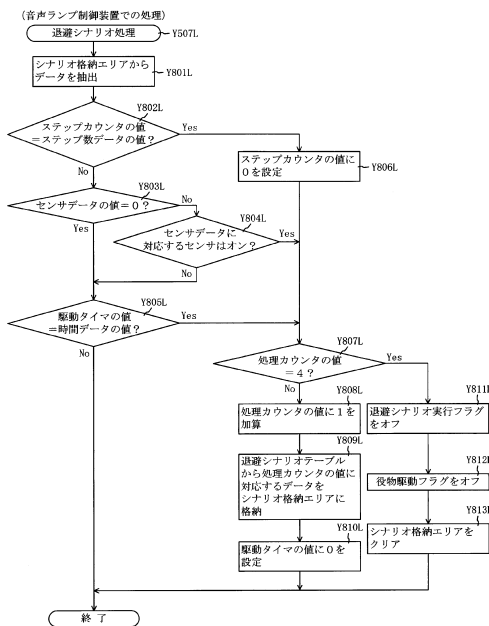 (音声ランプ制御装置での処理)
退避シナリオ処理
Y507L
シナリオ格納エリアから
データを抽出
Y801L
Y802L
ステップカウンタの値
=ステップ数データの値?
Yes
No
ステップカウンタの値に
0を設定
Y806L
Y803L
センサデータの値=0?
No
Yes
Y804L
センサデータに
対応するセンサはオン?
Yes
No
Y805L
駆動タイマの値
=時間データの値?
Yes
No
Y807L
処理カウンタの値
=4?
Yes
No
Y808L
処理カウンタの値に1を
加算
Y811L
退避シナリオ実行フラグ
をオフ
Y809L
退避シナリオテーブル
から処理カウンタの値に
対応するデータを
シナリオ格納エリアに
格納
Y812L
役物駆動フラグをオフ
Y813L
シナリオ格納エリアを
クリア
Y810L
駆動タイマの値に0を
設定
終了